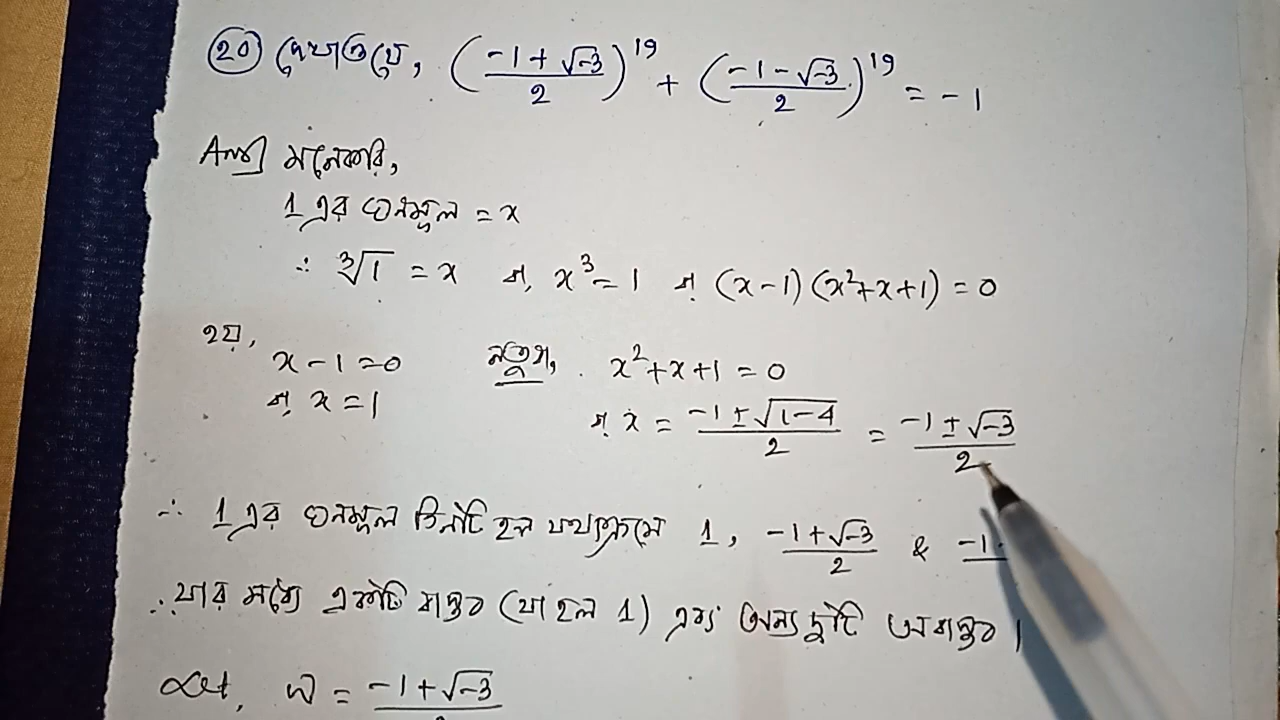 (20) দেখাও যে, ((-1+√-3)/2)^19 + ((-1-√-3)/2)^19 = -1
Ans) মনেকরি,
1 এর ঘনমূল = x
∴ ∛1 = x বা, x³ = 1 বা (x-1)(x²+x+1) = 0
হয়, x-1=0 নতুবা, x²+x+1 = 0
বা, x = 1 বা, x = (-1±√(1-4))/2 = (-1±√-3)/2
∴ 1 এর ঘনমূল তিনটি হল যথাক্রমে 1, (-1+√-3)/2 & -1
∴ যার মধ্যে একটি বাস্তব (যা হল 1) এবং অন্য দুটি অবাস্তব।
Let, ω = (-1+√-3)/2